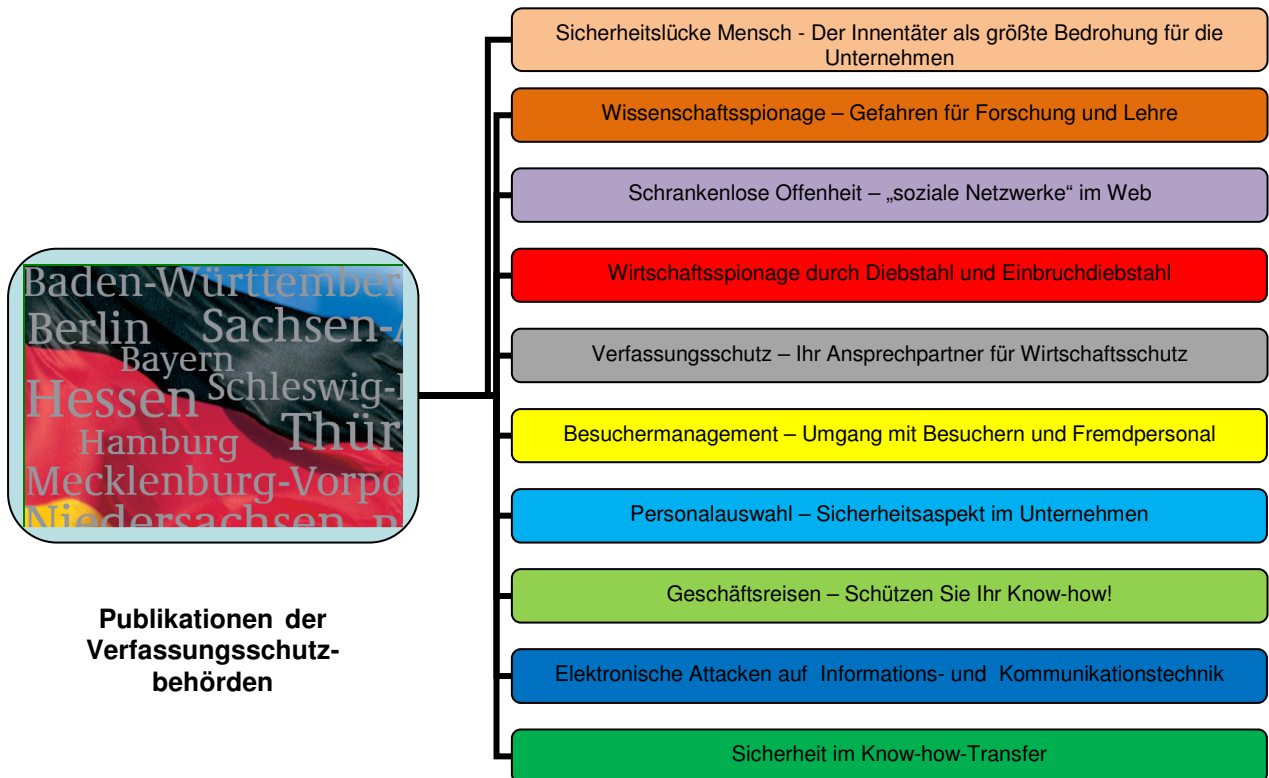 Sicherheitslücke Mensch - Der Innentäter als größte Bedrohung für die
Unternehmen
Wissenschaftsspionage – Gefahren für Forschung und Lehre
Schrankenlose Offenheit – „soziale Netzwerke“ im Web
Wirtschaftsspionage durch Diebstahl und Einbruchdiebstahl
Verfassungsschutz – Ihr Ansprechpartner für Wirtschaftsschutz
Besuchermanagement – Umgang mit Besuchern und Fremdpersonal
Personalauswahl – Sicherheitsaspekt im Unternehmen
Geschäftsreisen – Schützen Sie Ihr Know-how!
Elektronische Attacken auf Informations- und Kommunikationstechnik
Sicherheit im Know-how-Transfer
Baden-Württember
Berlin Sachsen-
Bayern
Schleswig-
Hessen
Thür
Hamburg
Mecklenburg-Vorpo
Niedersachsen
Publikationen der
Verfassungsschutz-
behörden